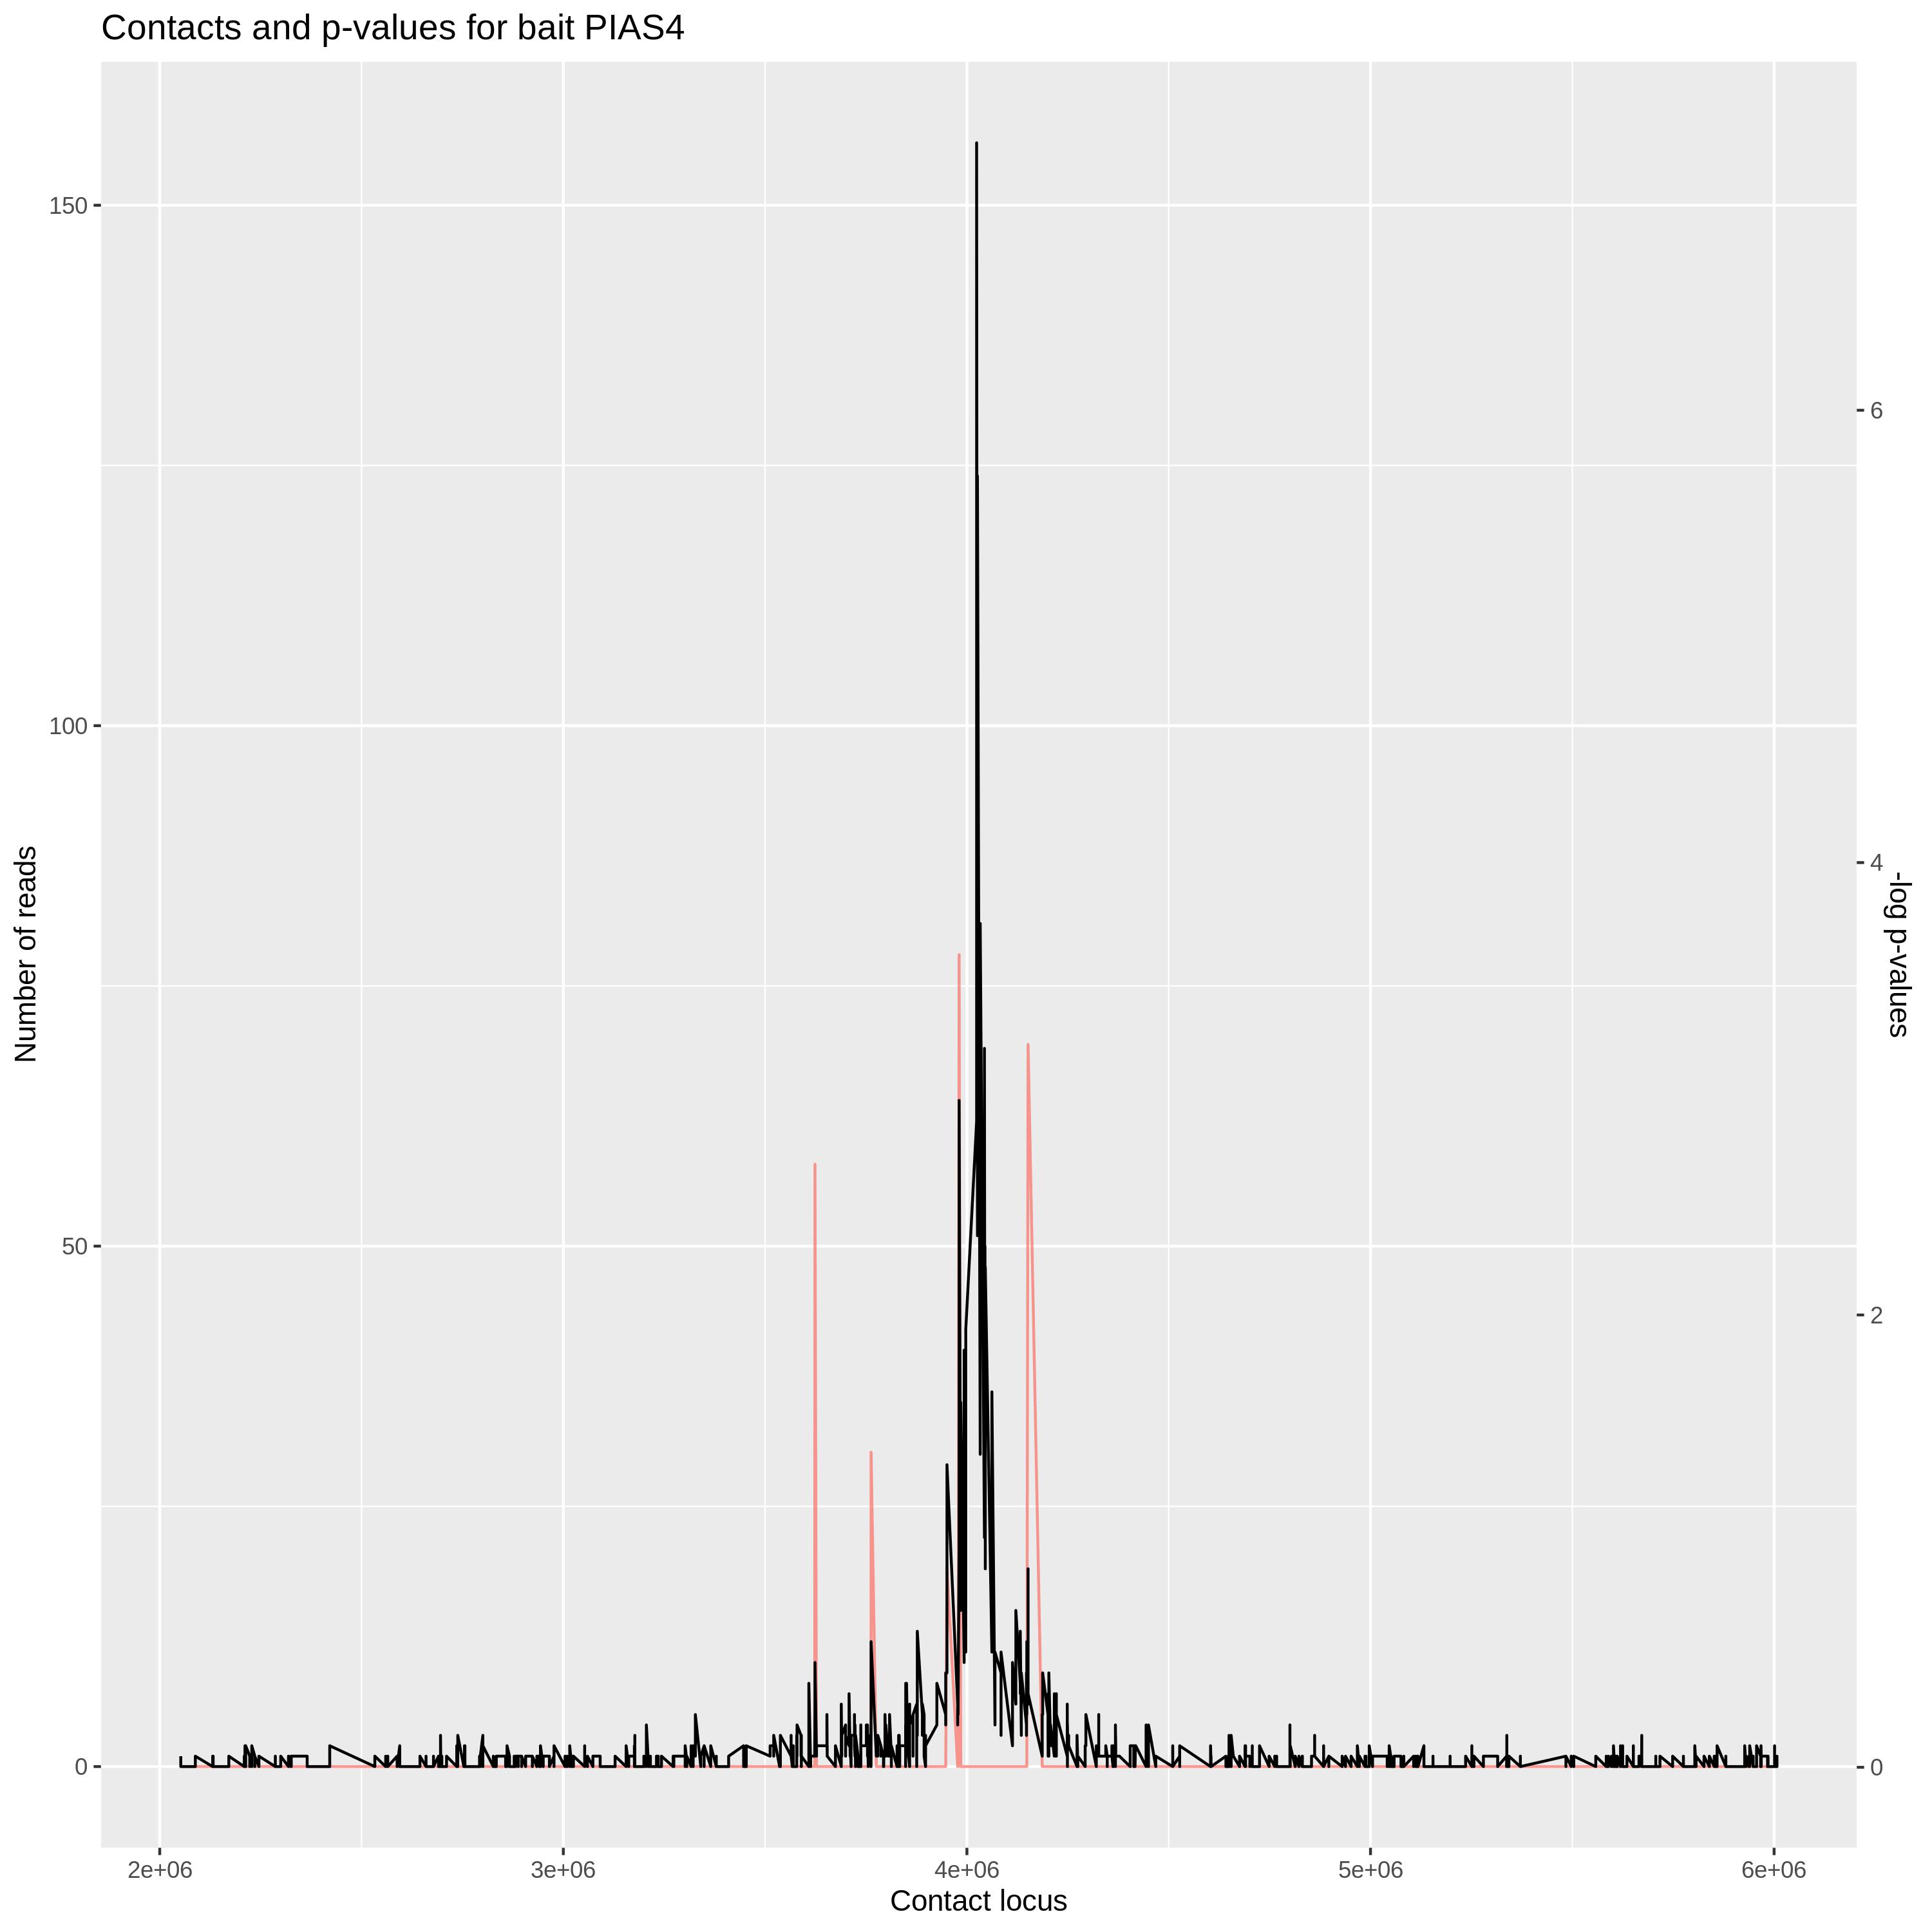 Contacts and p-values for bait PIAS4
150
100
50
0
Number of reads
6
4
2
0
-log p-values
2e+06
3e+06
4e+06
5e+06
6e+06
Contact locus